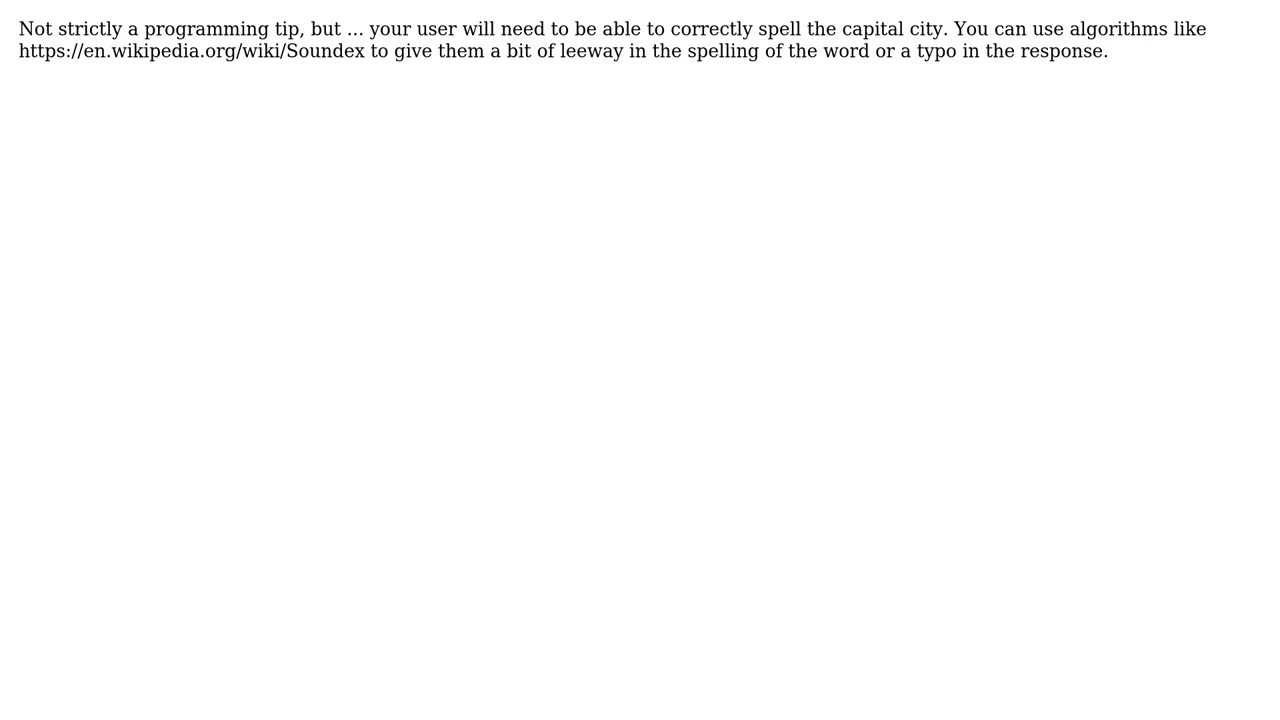 Not strictly a programming tip, but ... your user will need to be able to correctly spell the capital city. You can use algorithms like
https://en.wikipedia.org/wiki/Soundex to give them a bit of leeway in the spelling of the word or a typo in the response.